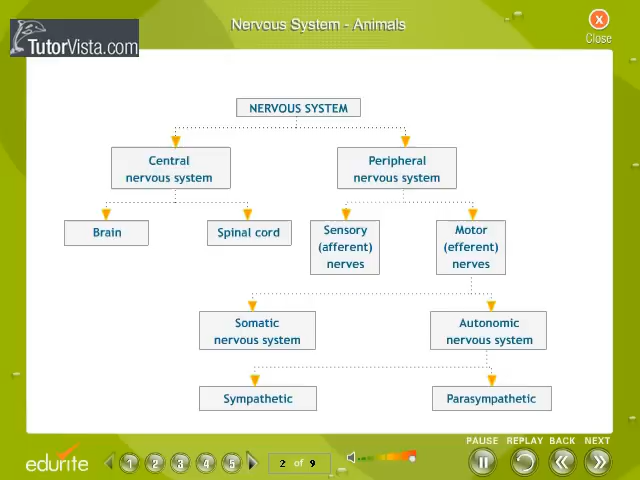 Nervous System - Animals
Close
TutorVista.com
NERVOUS SYSTEM
Central
nervous system
Peripheral
nervous system
Brain
Spinal cord
Sensory
(afferent)
nerves
Motor
(efferent)
nerves
Somatic
nervous system
Autonomic
nervous system
Sympathetic
Parasympathetic
PAUSE REPLAY BACK NEXT
edurite
1 2 3 4 5
2 of 9